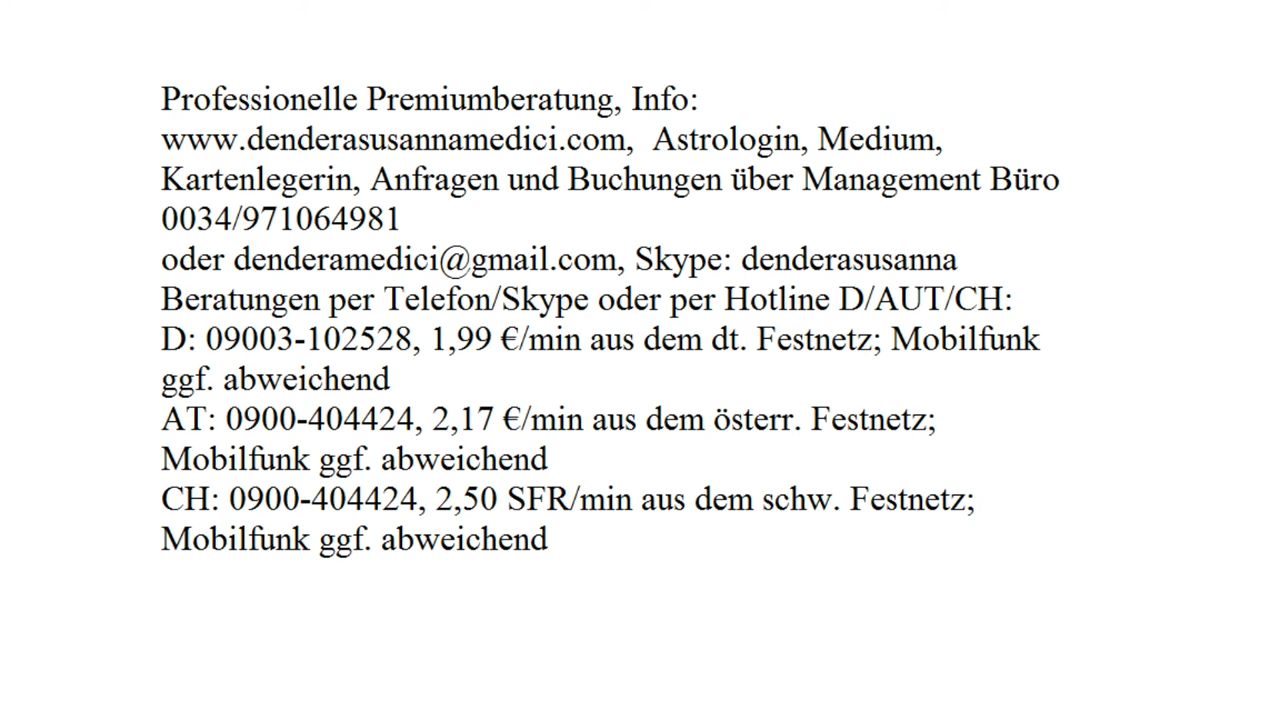 Professionelle Premiumberatung, Info:
www.denderasusannamedici.com,  Astrologin, Medium,
Kartenlegerin, Anfragen und Buchungen über Management Büro
0034/971064981
oder denderamedici@gmail.com, Skype: denderasusanna
Beratungen per Telefon/Skype oder per Hotline D/AUT/CH:
D: 09003-102528, 1,99 €/min aus dem dt. Festnetz; Mobilfunk
ggf. abweichend
AT: 0900-404424, 2,17 €/min aus dem österr. Festnetz;
Mobilfunk ggf. abweichend
CH: 0900-404424, 2,50 SFR/min aus dem schw. Festnetz;
Mobilfunk ggf. abweichend